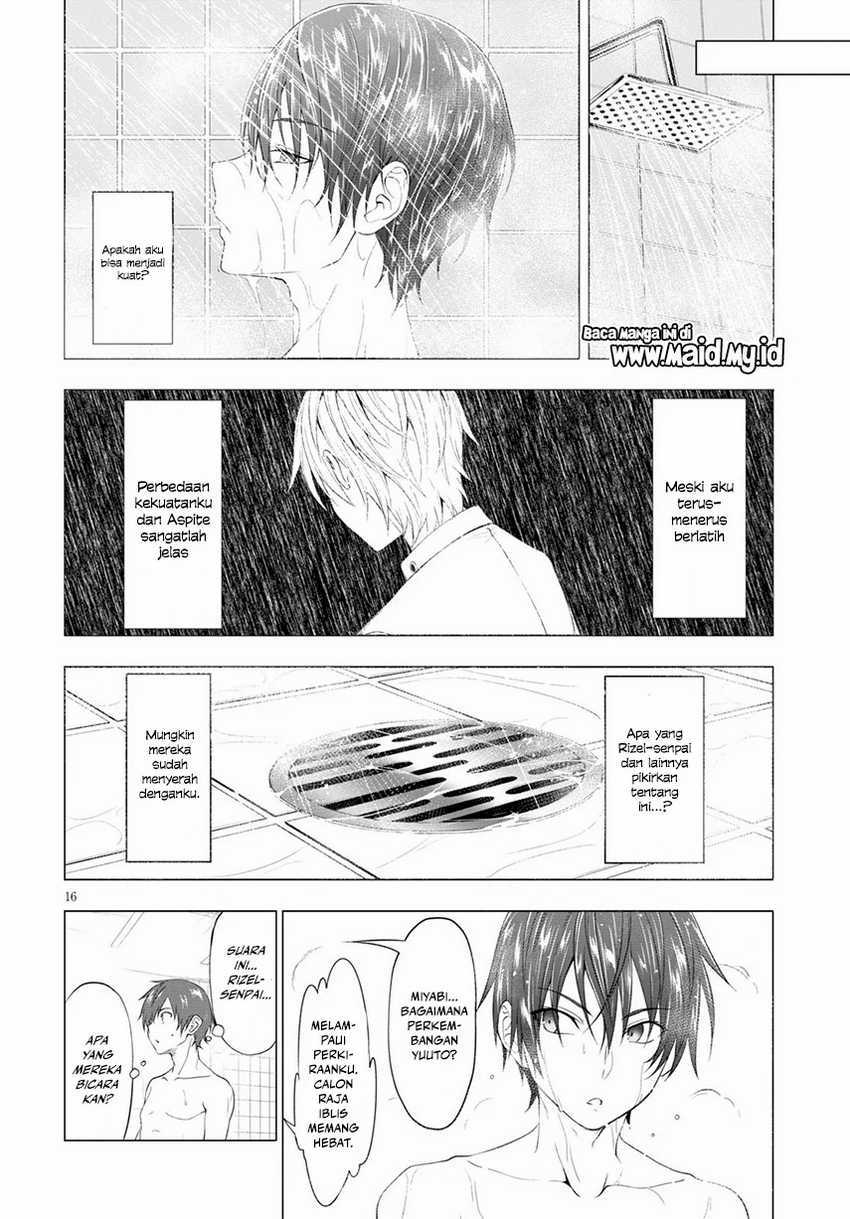 Apakah aku
bisa menjadi
kuat?
Baca Manga ini di
www.Maid.My.id
Meski aku
terus-
menerus
berlatih
Perbedaan
kekuatanku
dan Aspite
sangatlah
jelas
Apa yang
Rizel-senpai
dan lainnya
pikirkan
tentang
ini...?
Mungkin
mereka
sudah
menyerah
denganku.
16
MIYABI...
BAGAIMANA
PERKEM-
BANGAN
YUUTO?
MELAM-
PAUI
PERKI-
RAANKU.
CALON
RAJA
IBLIS
MEMANG
HEBAT.
SUARA
INI...
RIZEL-
SENPAI...
APA
YANG
MEREKA
BICARA
KAN?